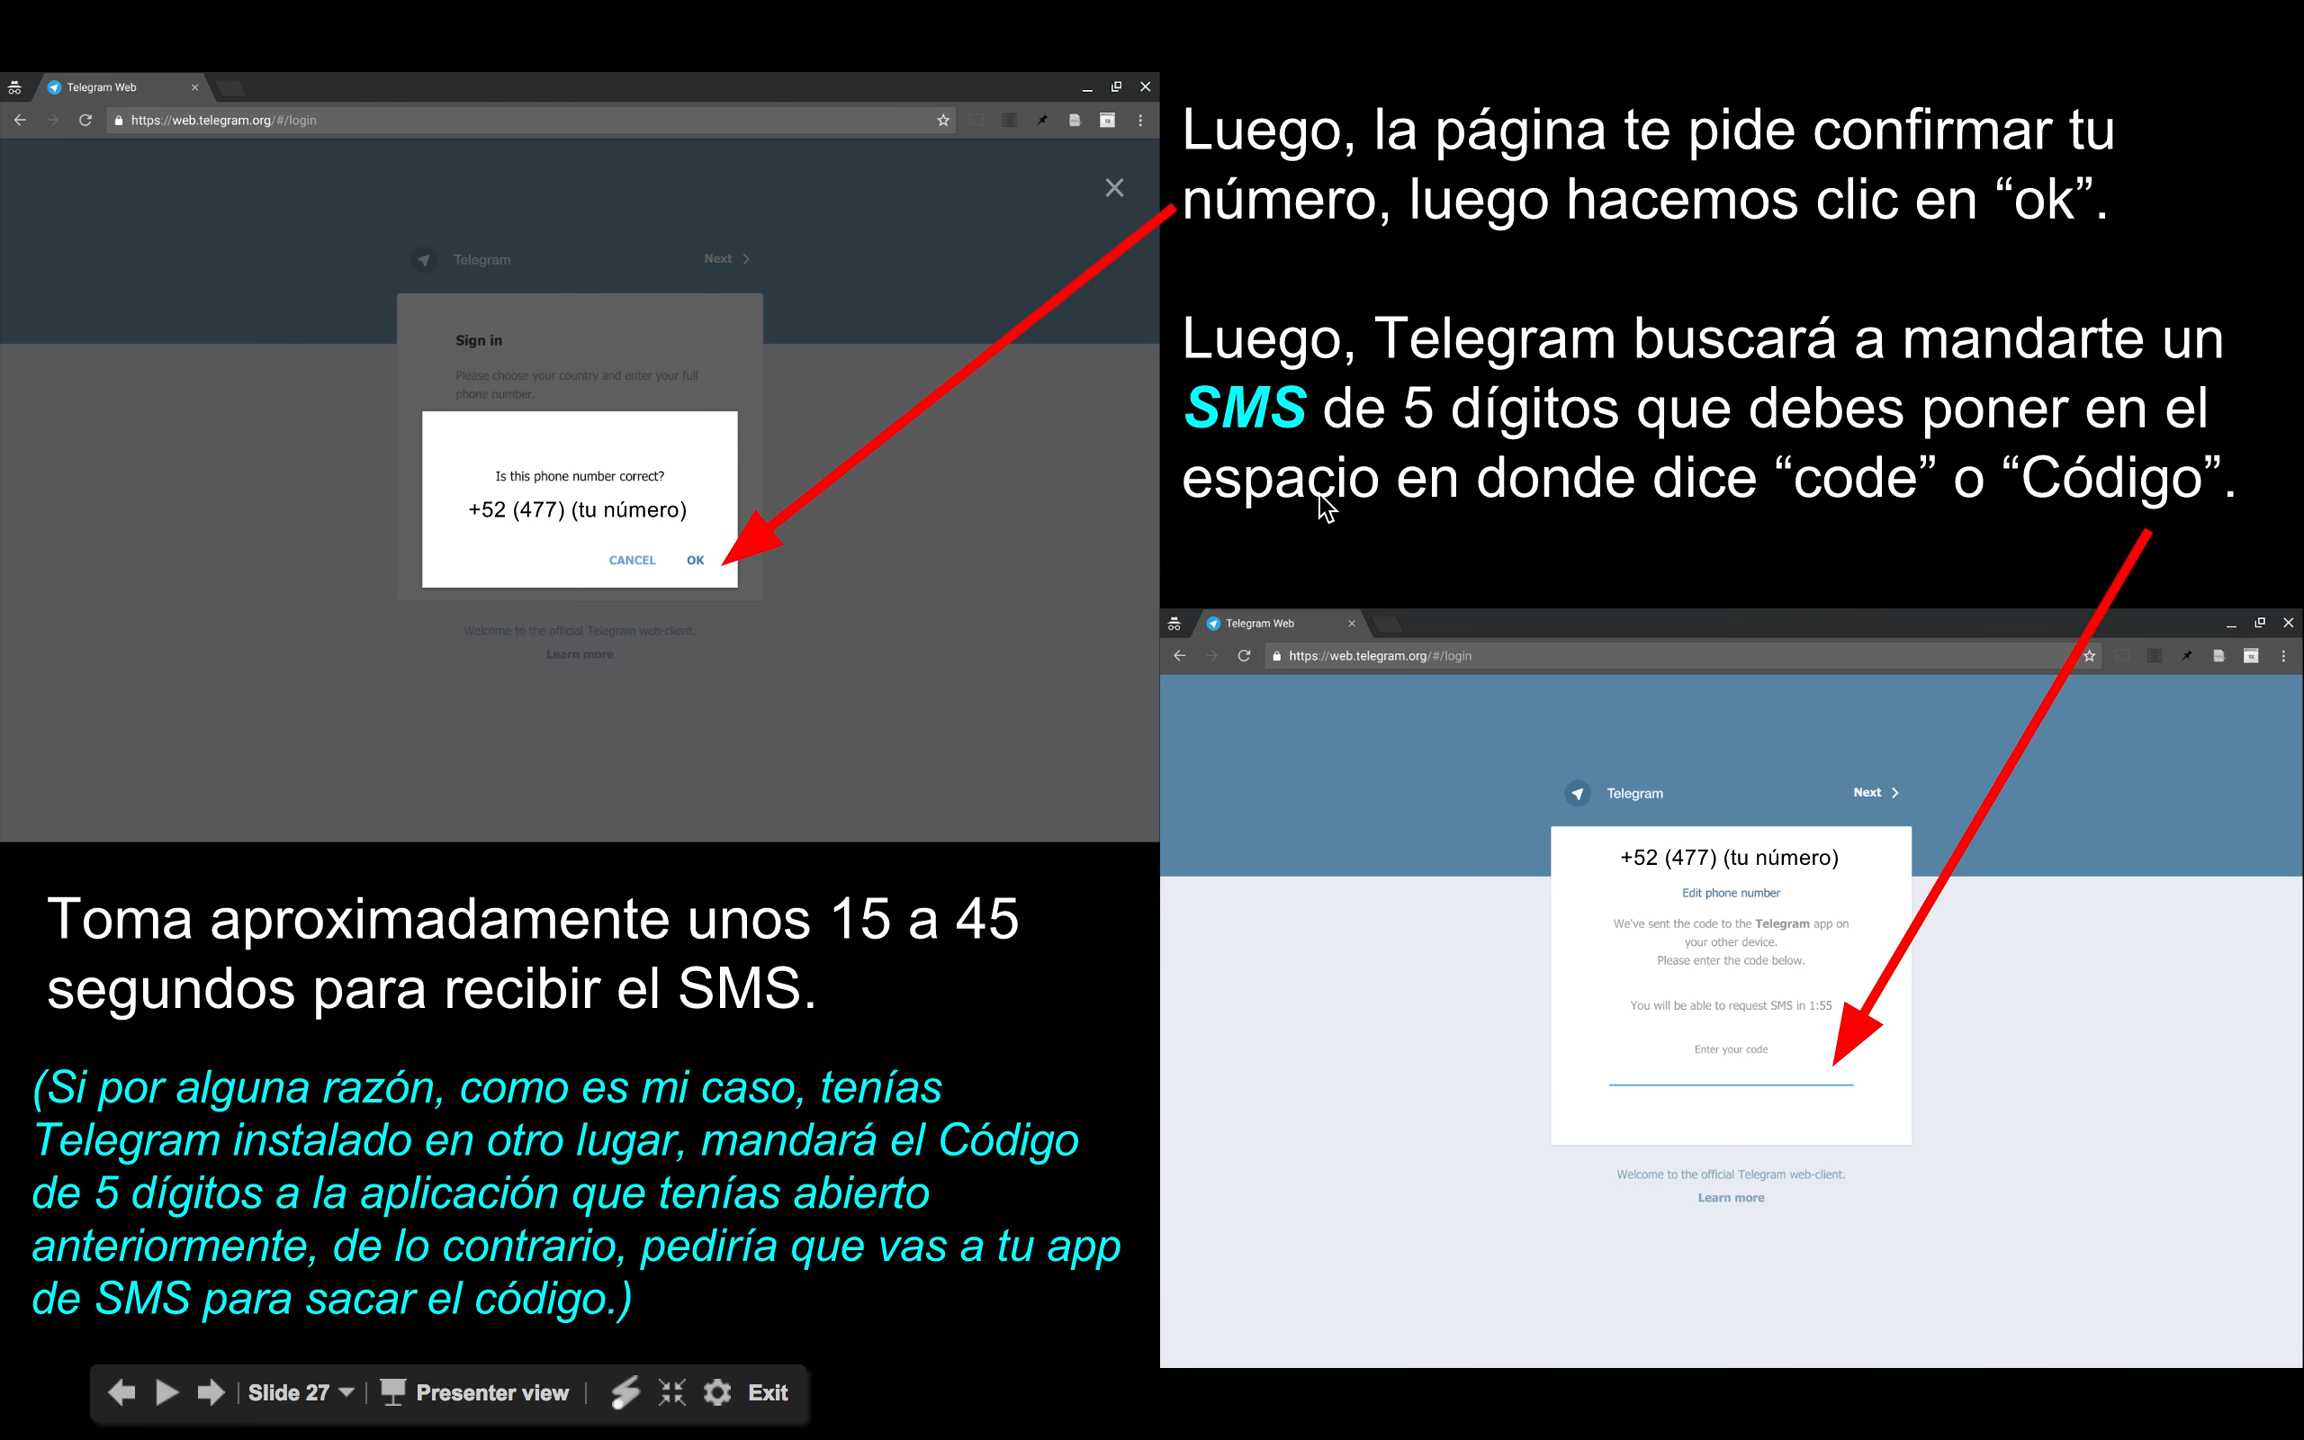 Telegram Web
https://web.telegram.org/#/login
Telegram
Next
Sign in
Please choose your country and enter your full
phone number.
Is this phone number correct?
+52 (477) (tu número)
CANCEL OK
Welcome to the official Telegram web-client.
Learn more
Luego, la página te pide confirmar tu
número, luego hacemos clic en “ok”.
Luego, Telegram buscará a mandarte un
SMS de 5 dígitos que debes poner en el
espacio en donde dice “code” o “Código”.
Telegram Web
https://web.telegram.org/#/login
Telegram
Next
+52 (477) (tu número)
Edit phone number
We've sent the code to the Telegram app on
your other device.
Please enter the code below.
You will be able to request SMS in 1:55
Enter your code
Welcome to the official Telegram web-client.
Learn more
Toma aproximadamente unos 15 a 45
segundos para recibir el SMS.
(Si por alguna razón, como es mi caso, tenías
Telegram instalado en otro lugar, mandará el Código
de 5 dígitos a la aplicación que tenías abierto
anteriormente, de lo contrario, pediría que vas a tu app
de SMS para sacar el código.)
Slide 27
Presenter view
Exit